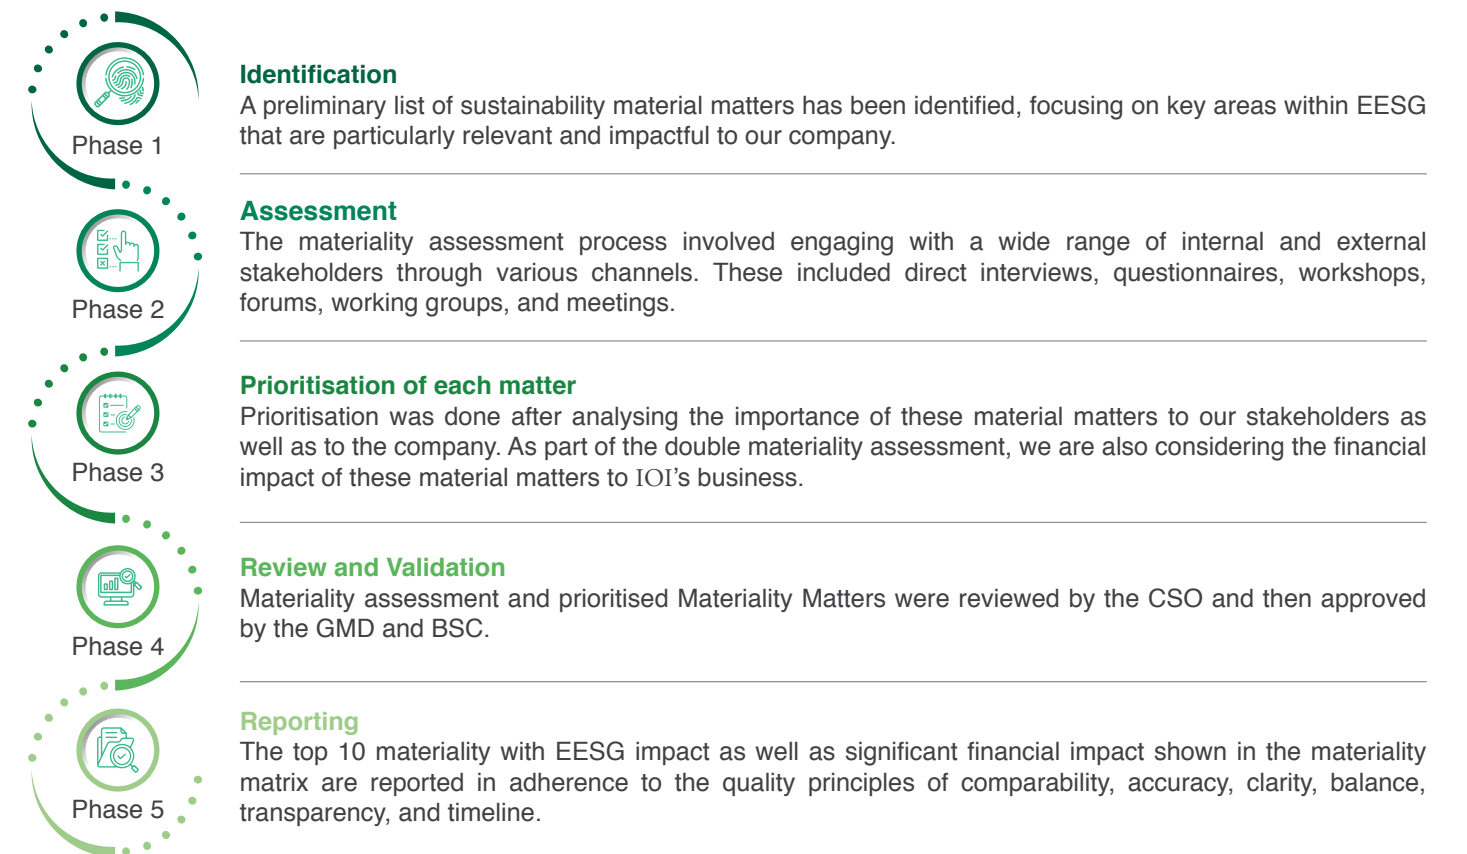 Phase 1
Identification
A preliminary list of sustainability material matters has been identified, focusing on key areas within EESG
that are particularly relevant and impactful to our company.
Phase 2
Assessment
The materiality assessment process involved engaging with a wide range of internal and external
stakeholders through various channels. These included direct interviews, questionnaires, workshops,
forums, working groups, and meetings.
Phase 3
Prioritisation of each matter
Prioritisation was done after analysing the importance of these material matters to our stakeholders as
well as to the company. As part of the double materiality assessment, we are also considering the financial
impact of these material matters to IOI's business.
Phase 4
Review and Validation
Materiality assessment and prioritised Materiality Matters were reviewed by the CSO and then approved
by the GMD and BSC.
Phase 5
Reporting
The top 10 materiality with EESG impact as well as significant financial impact shown in the materiality
matrix are reported in adherence to the quality principles of comparability, accuracy, clarity, balance,
transparency, and timeline.